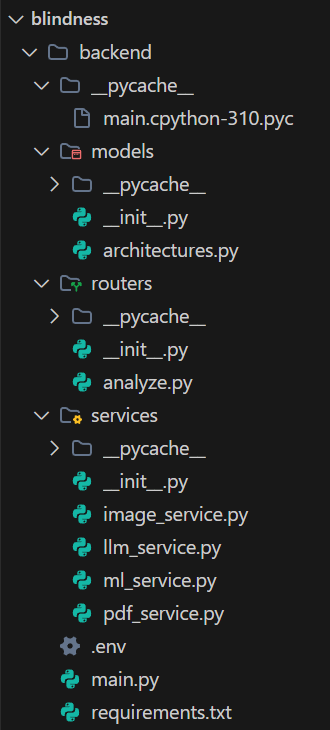 blindness
backend
__pycache__
main.cpython-310.pyc
models
__pycache__
__init__.py
architectures.py
routers
__pycache__
__init__.py
analyze.py
services
__pycache__
__init__.py
image_service.py
llm_service.py
ml_service.py
pdf_service.py
.env
main.py
requirements.txt